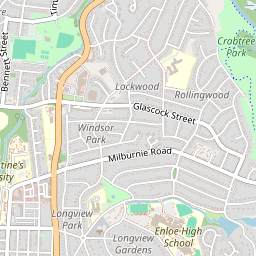 Bennett Street
Tim
Crabtree
Park
Lockwood
Rollingwood
Glascock Street
Windsor
Park
Milburnie Road
tine's
sity
Longview
Park
Enloe High
School
Longview
Gardens